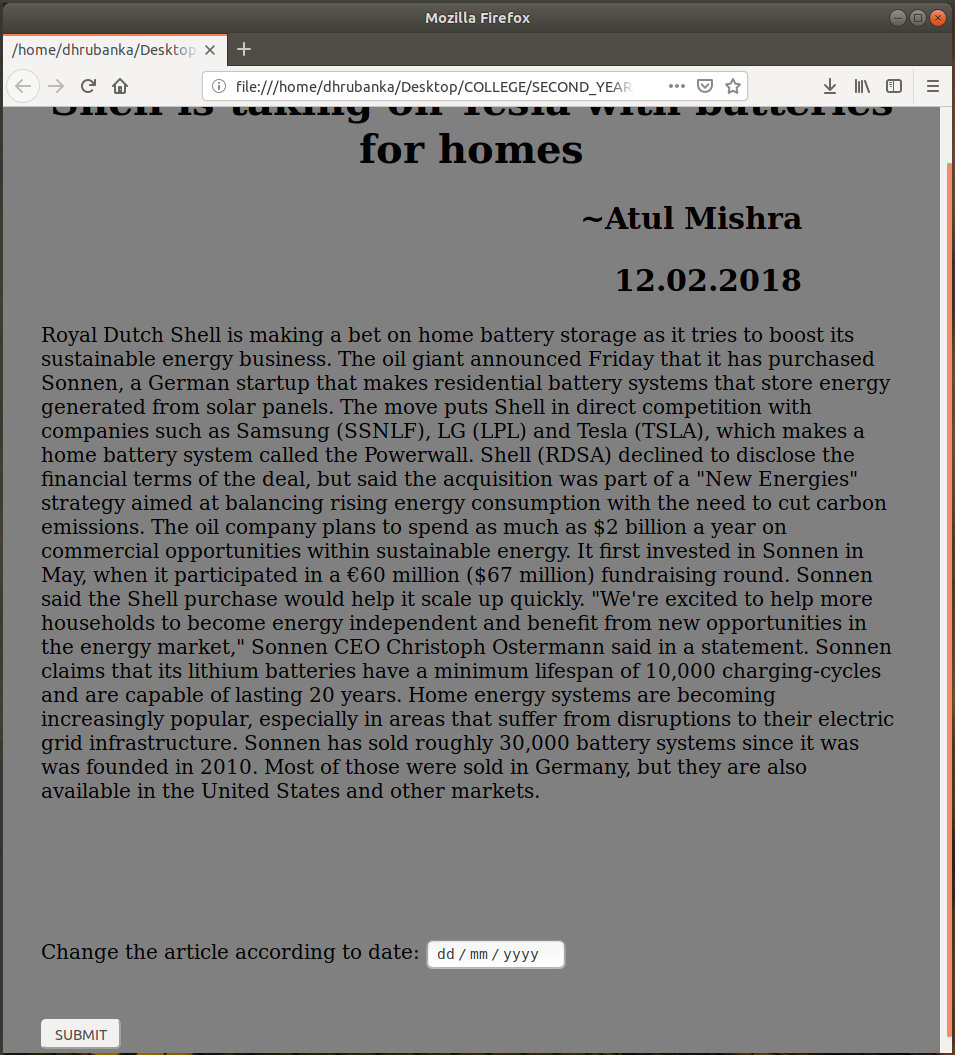 Mozilla Firefox
/home/dhrubanka/Desktop
file:///home/dhrubanka/Desktop/COLLEGE/SECOND_YEAR
Shell is taking on Tesla with batteries
for homes
~Atul Mishra
12.02.2018
Royal Dutch Shell is making a bet on home battery storage as it tries to boost its
sustainable energy business. The oil giant announced Friday that it has purchased
Sonnen, a German startup that makes residential battery systems that store energy
generated from solar panels. The move puts Shell in direct competition with
companies such as Samsung (SSNLF), LG (LPL) and Tesla (TSLA), which makes a
home battery system called the Powerwall. Shell (RDSA) declined to disclose the
financial terms of the deal, but said the acquisition was part of a "New Energies"
strategy aimed at balancing rising energy consumption with the need to cut carbon
emissions. The oil company plans to spend as much as $2 billion a year on
commercial opportunities within sustainable energy. It first invested in Sonnen in
May, when it participated in a €60 million ($67 million) fundraising round. Sonnen
said the Shell purchase would help it scale up quickly. "We're excited to help more
households to become energy independent and benefit from new opportunities in
the energy market," Sonnen CEO Christoph Ostermann said in a statement. Sonnen
claims that its lithium batteries have a minimum lifespan of 10,000 charging-cycles
and are capable of lasting 20 years. Home energy systems are becoming
increasingly popular, especially in areas that suffer from disruptions to their electric
grid infrastructure. Sonnen has sold roughly 30,000 battery systems since it was
was founded in 2010. Most of those were sold in Germany, but they are also
available in the United States and other markets.
Change the article according to date: dd / mm / yyyy
SUBMIT